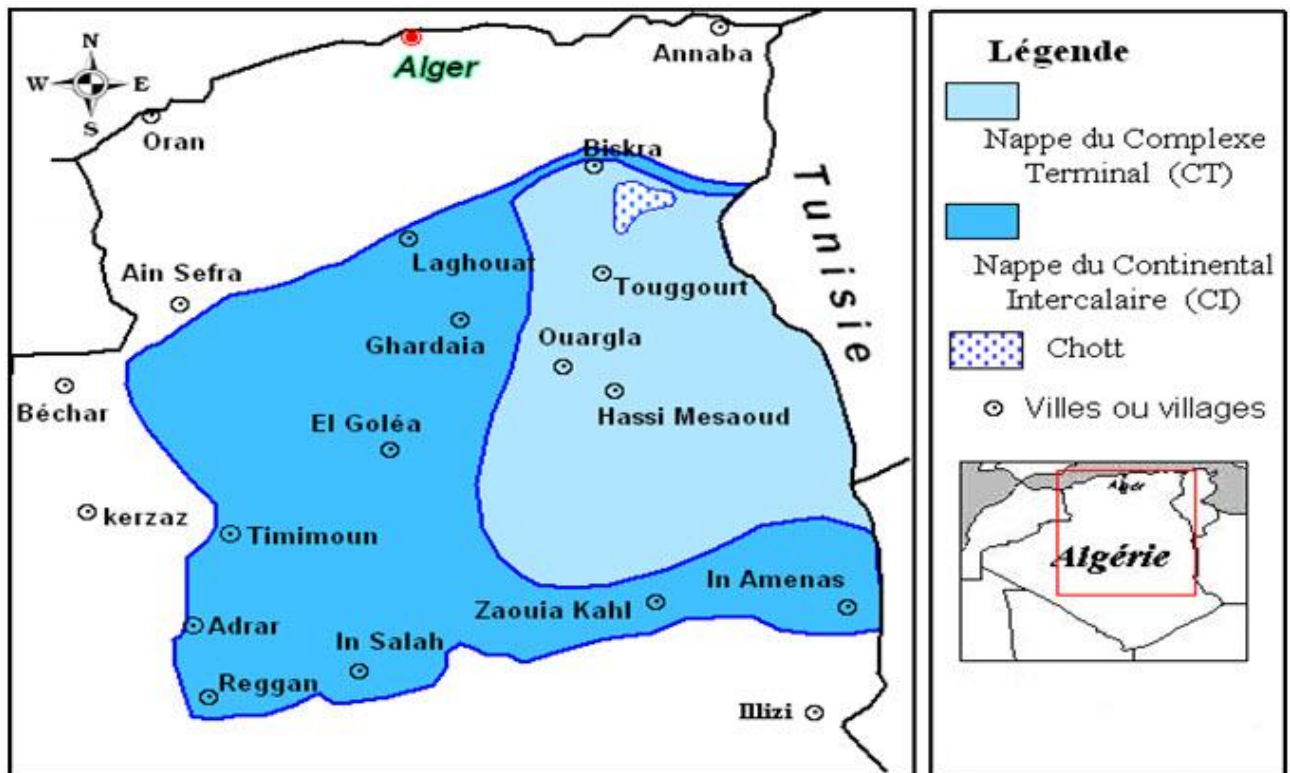 N
W E
S
Alger
Annaba
Oran
Biskra
Tunisie
Laghouat
Ain Sefra
Touggourt
Ghardaia
Ouargla
Béchar
Hassi Mesaoud
El Goléa
kerzaz
Timimoun
In Amenas
Zaouia Kahl
Adrar
In Salah
Reggan
Illizi
Légende
Nappe du Complexe
Terminal (CT)
Nappe du Continental
Intercalaire (CI)
Chott
Villes ou villages
Alger
Algérie